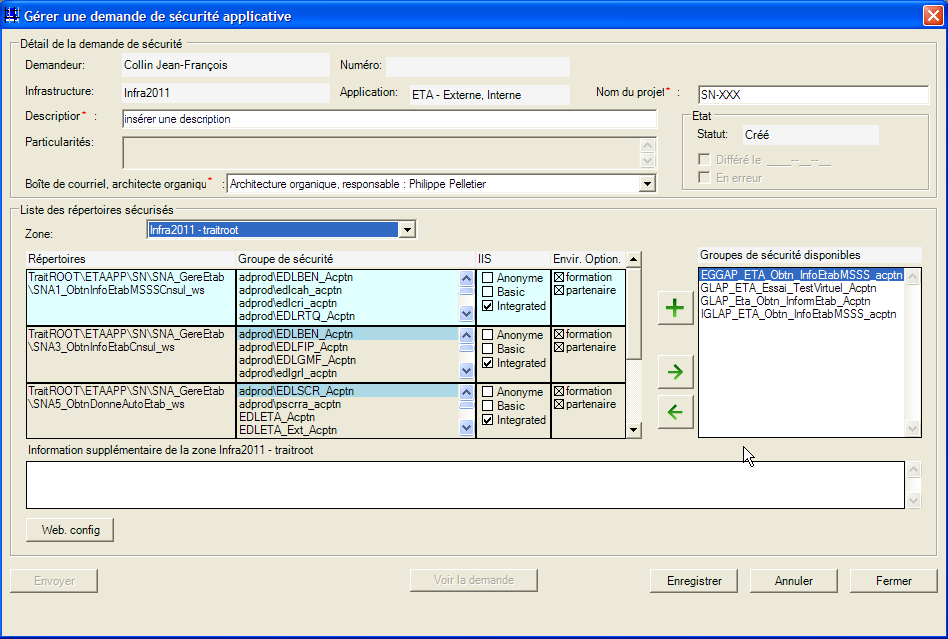 Gérer une demande de sécurité applicative
Détail de la demande de sécurité
Demandeur: Collin Jean-François Numéro:
Infrastructure: Infra2011 Application: ETA - Externe, Interne Nom du projet* : SN-XXX
Description* : insérer une description
Etat
Statut: Créé
Particularités:
Différé le ____--__--__
En erreur
Boîte de courriel, architecte organiqu* : Architecture organique, responsable : Philippe Pelletier
Liste des répertoires sécurisés
Zone: Infra2011 - traitroot
Répertoires Groupe de sécurité IIS Envir. Option.
TraitROOT\ETAAPP\SN\SNA_GereEtab
\SNA1_ObtnInfoEtabMSSSCnsul_ws
adprod\EDLBEN_Acptn
adprod\edlcah_acptn
adprod\edlcri_acptn
adprod\EDLRTQ_Acptn
Anonyme
Basic
Integrated
formation
partenaire
TraitROOT\ETAAPP\SN\SNA_GereEtab
\SNA3_ObtnInfoEtabCnsul_ws
adprod\EDLBEN_Acptn
adprod\EDLFIP_Acptn
adprod\EDLGMF_Acptn
adprod\edlgrl_acptn
Anonyme
Basic
Integrated
formation
partenaire
TraitROOT\ETAAPP\SN\SNA_GereEtab
\SNA5_ObtnDonneAutoEtab_ws
adprod\EDLSCR_Acptn
adprod\pscrra_acptn
EDLETA_Acptn
EDLETA_Ext_Acptn
Anonyme
Basic
Integrated
formation
partenaire
Groupes de sécurité disponibles
EGGAP_ETA_Obtn_InfoEtabMSSS_acptn
GLAP_ETA_Essai_TestVirtuel_Acptn
GLAP_Eta_Obtn_InformEtab_Acptn
IGLAP_ETA_Obtn_InfoEtabMSSS_acptn
Information supplémentaire de la zone Infra2011 - traitroot
Web. config
Envoyer Voir la demande Enregistrer Annuler Fermer